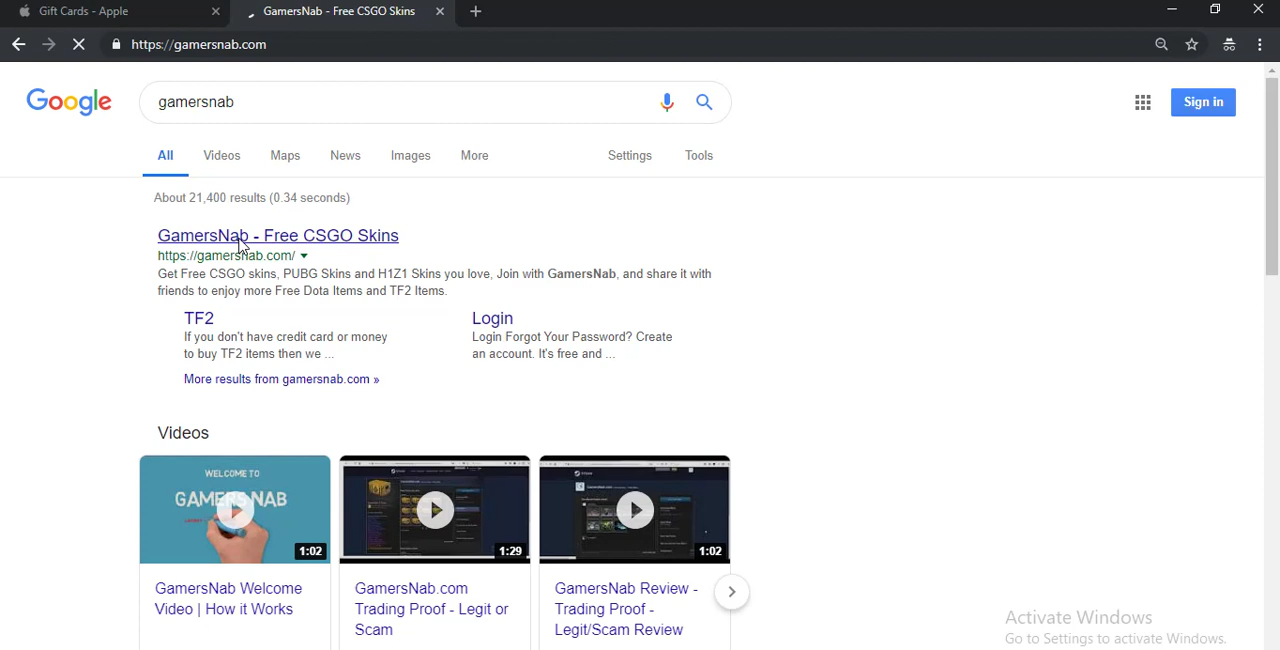 Gift Cards - Apple
GamersNab - Free CSGO Skins
https://gamersnab.com
Google
gamersnab
Sign in
All Videos Maps News Images More Settings Tools
About 21,400 results (0.34 seconds)
GamersNab - Free CSGO Skins
https://gamersnab.com/
Get Free CSGO skins, PUBG Skins and H1Z1 Skins you love, Join with GamersNab, and share it with
friends to enjoy more Free Dota Items and TF2 Items.
TF2
If you don't have credit card or money
to buy TF2 items then we ...
Login
Login Forgot Your Password? Create
an account. It's free and ...
More results from gamersnab.com »
Videos
WELCOME TO
GAMERSNAB
1:02
1:29
1:02
GamersNab Welcome
Video | How it Works
GamersNab.com
Trading Proof - Legit or
Scam
GamersNab Review -
Trading Proof -
Legit/Scam Review
Activate Windows
Go to Settings to activate Windows.